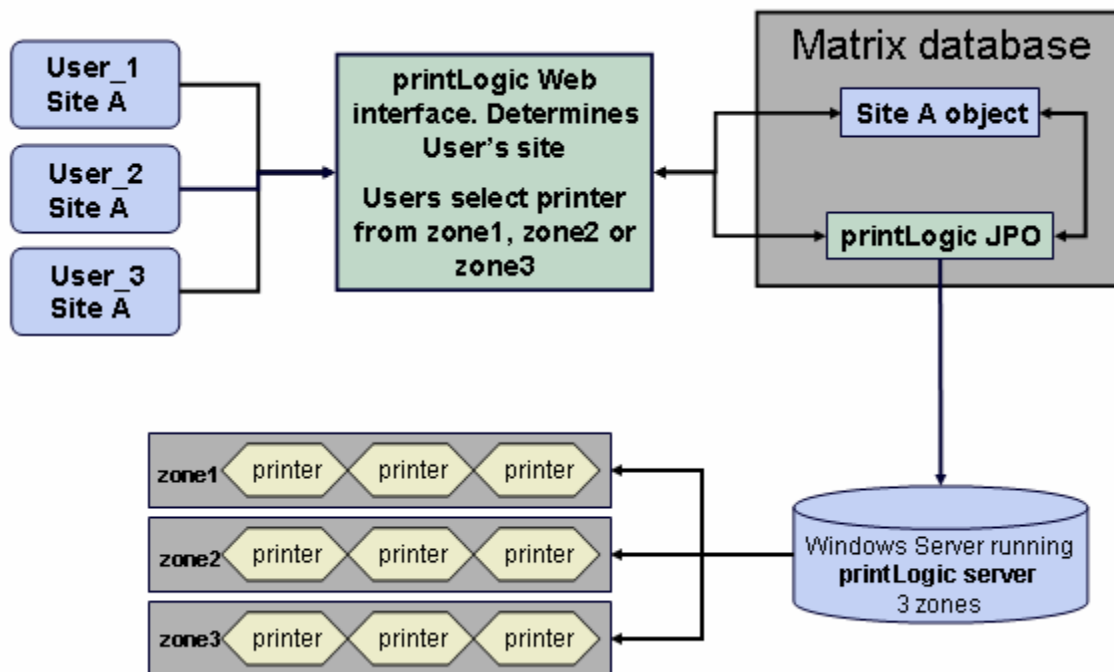 User_1
Site A
User_2
Site A
User_3
Site A
printLogic Web
interface. Determines
User's site
Users select printer
from zone1, zone2 or
zone3
Matrix database
Site A object
printLogic JPO
zone1 printer printer printer
zone2 printer printer printer
zone3 printer printer printer
Windows Server running
printLogic server
3 zones